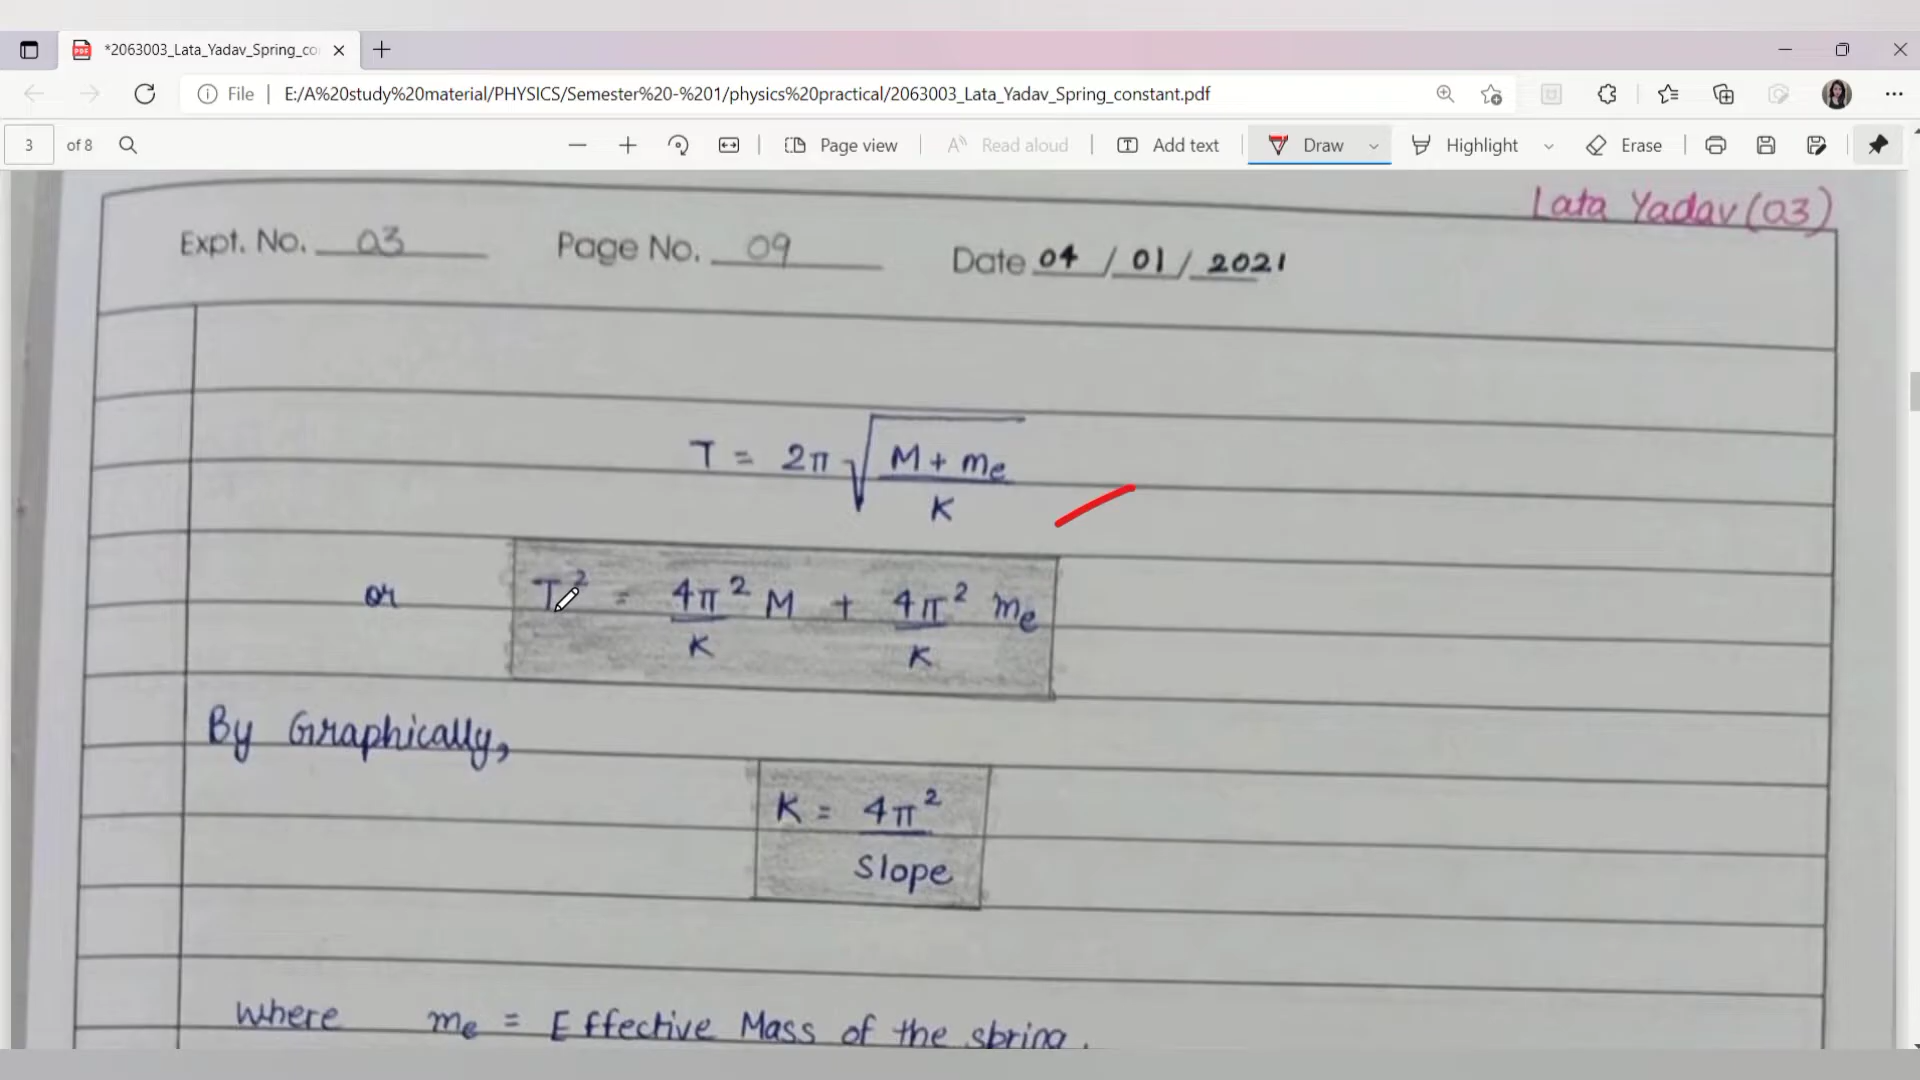 *2063003_Lata_Yadav_Spring_co
File E:/A%20study%20material/PHYSICS/Semester%20-%201/physics%20practical/2063003_Lata_Yadav_Spring_constant.pdf
3 of 8 Page view Read aloud Add text Draw Highlight Erase
Lata Yadav (03)
Expt. No. 03 Page No. 09 Date 04 / 01 / 2021
T = 2π √((M + me)/K)
or T² = 4π²/K M + 4π²/K me
By Graphically,
K = 4π²/Slope
Where me = Effective Mass of the spring.